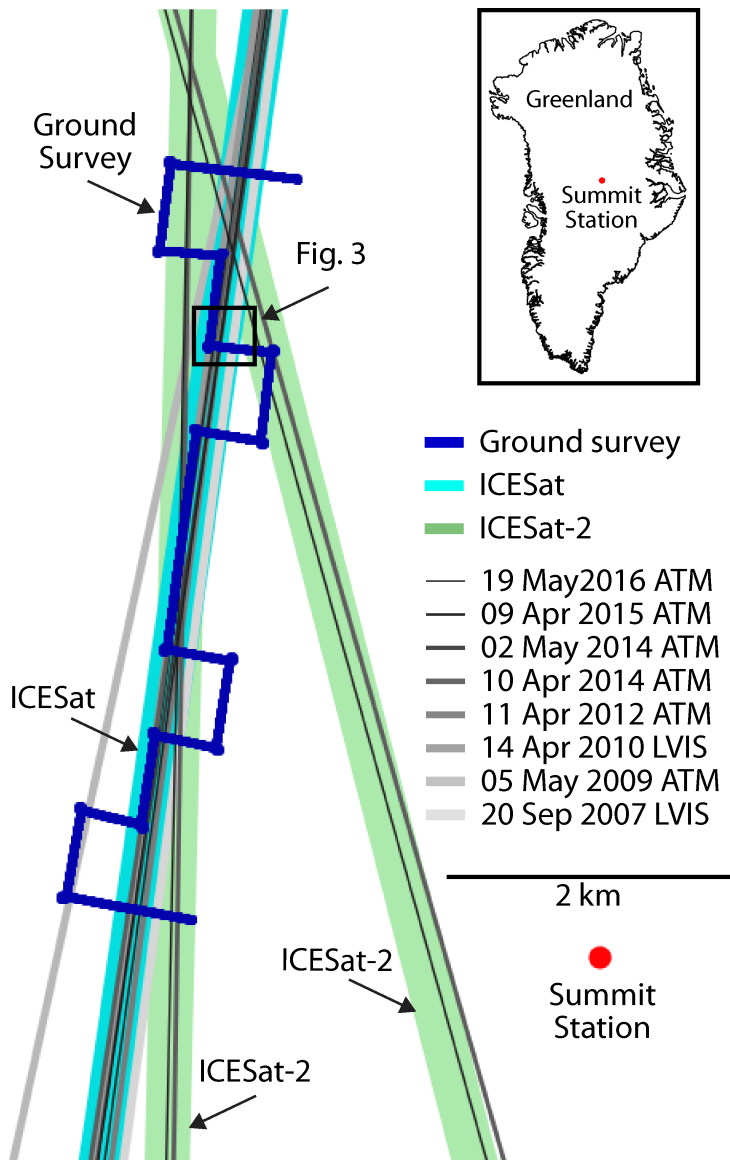 Ground
Survey
Fig. 3
Greenland
Summit
Station
Ground survey
ICESat
ICESat-2
19 May2016 ATM
09 Apr 2015 ATM
02 May 2014 ATM
10 Apr 2014 ATM
11 Apr 2012 ATM
14 Apr 2010 LVIS
05 May 2009 ATM
20 Sep 2007 LVIS
ICESat
2 km
ICESat-2
Summit
Station
ICESat-2